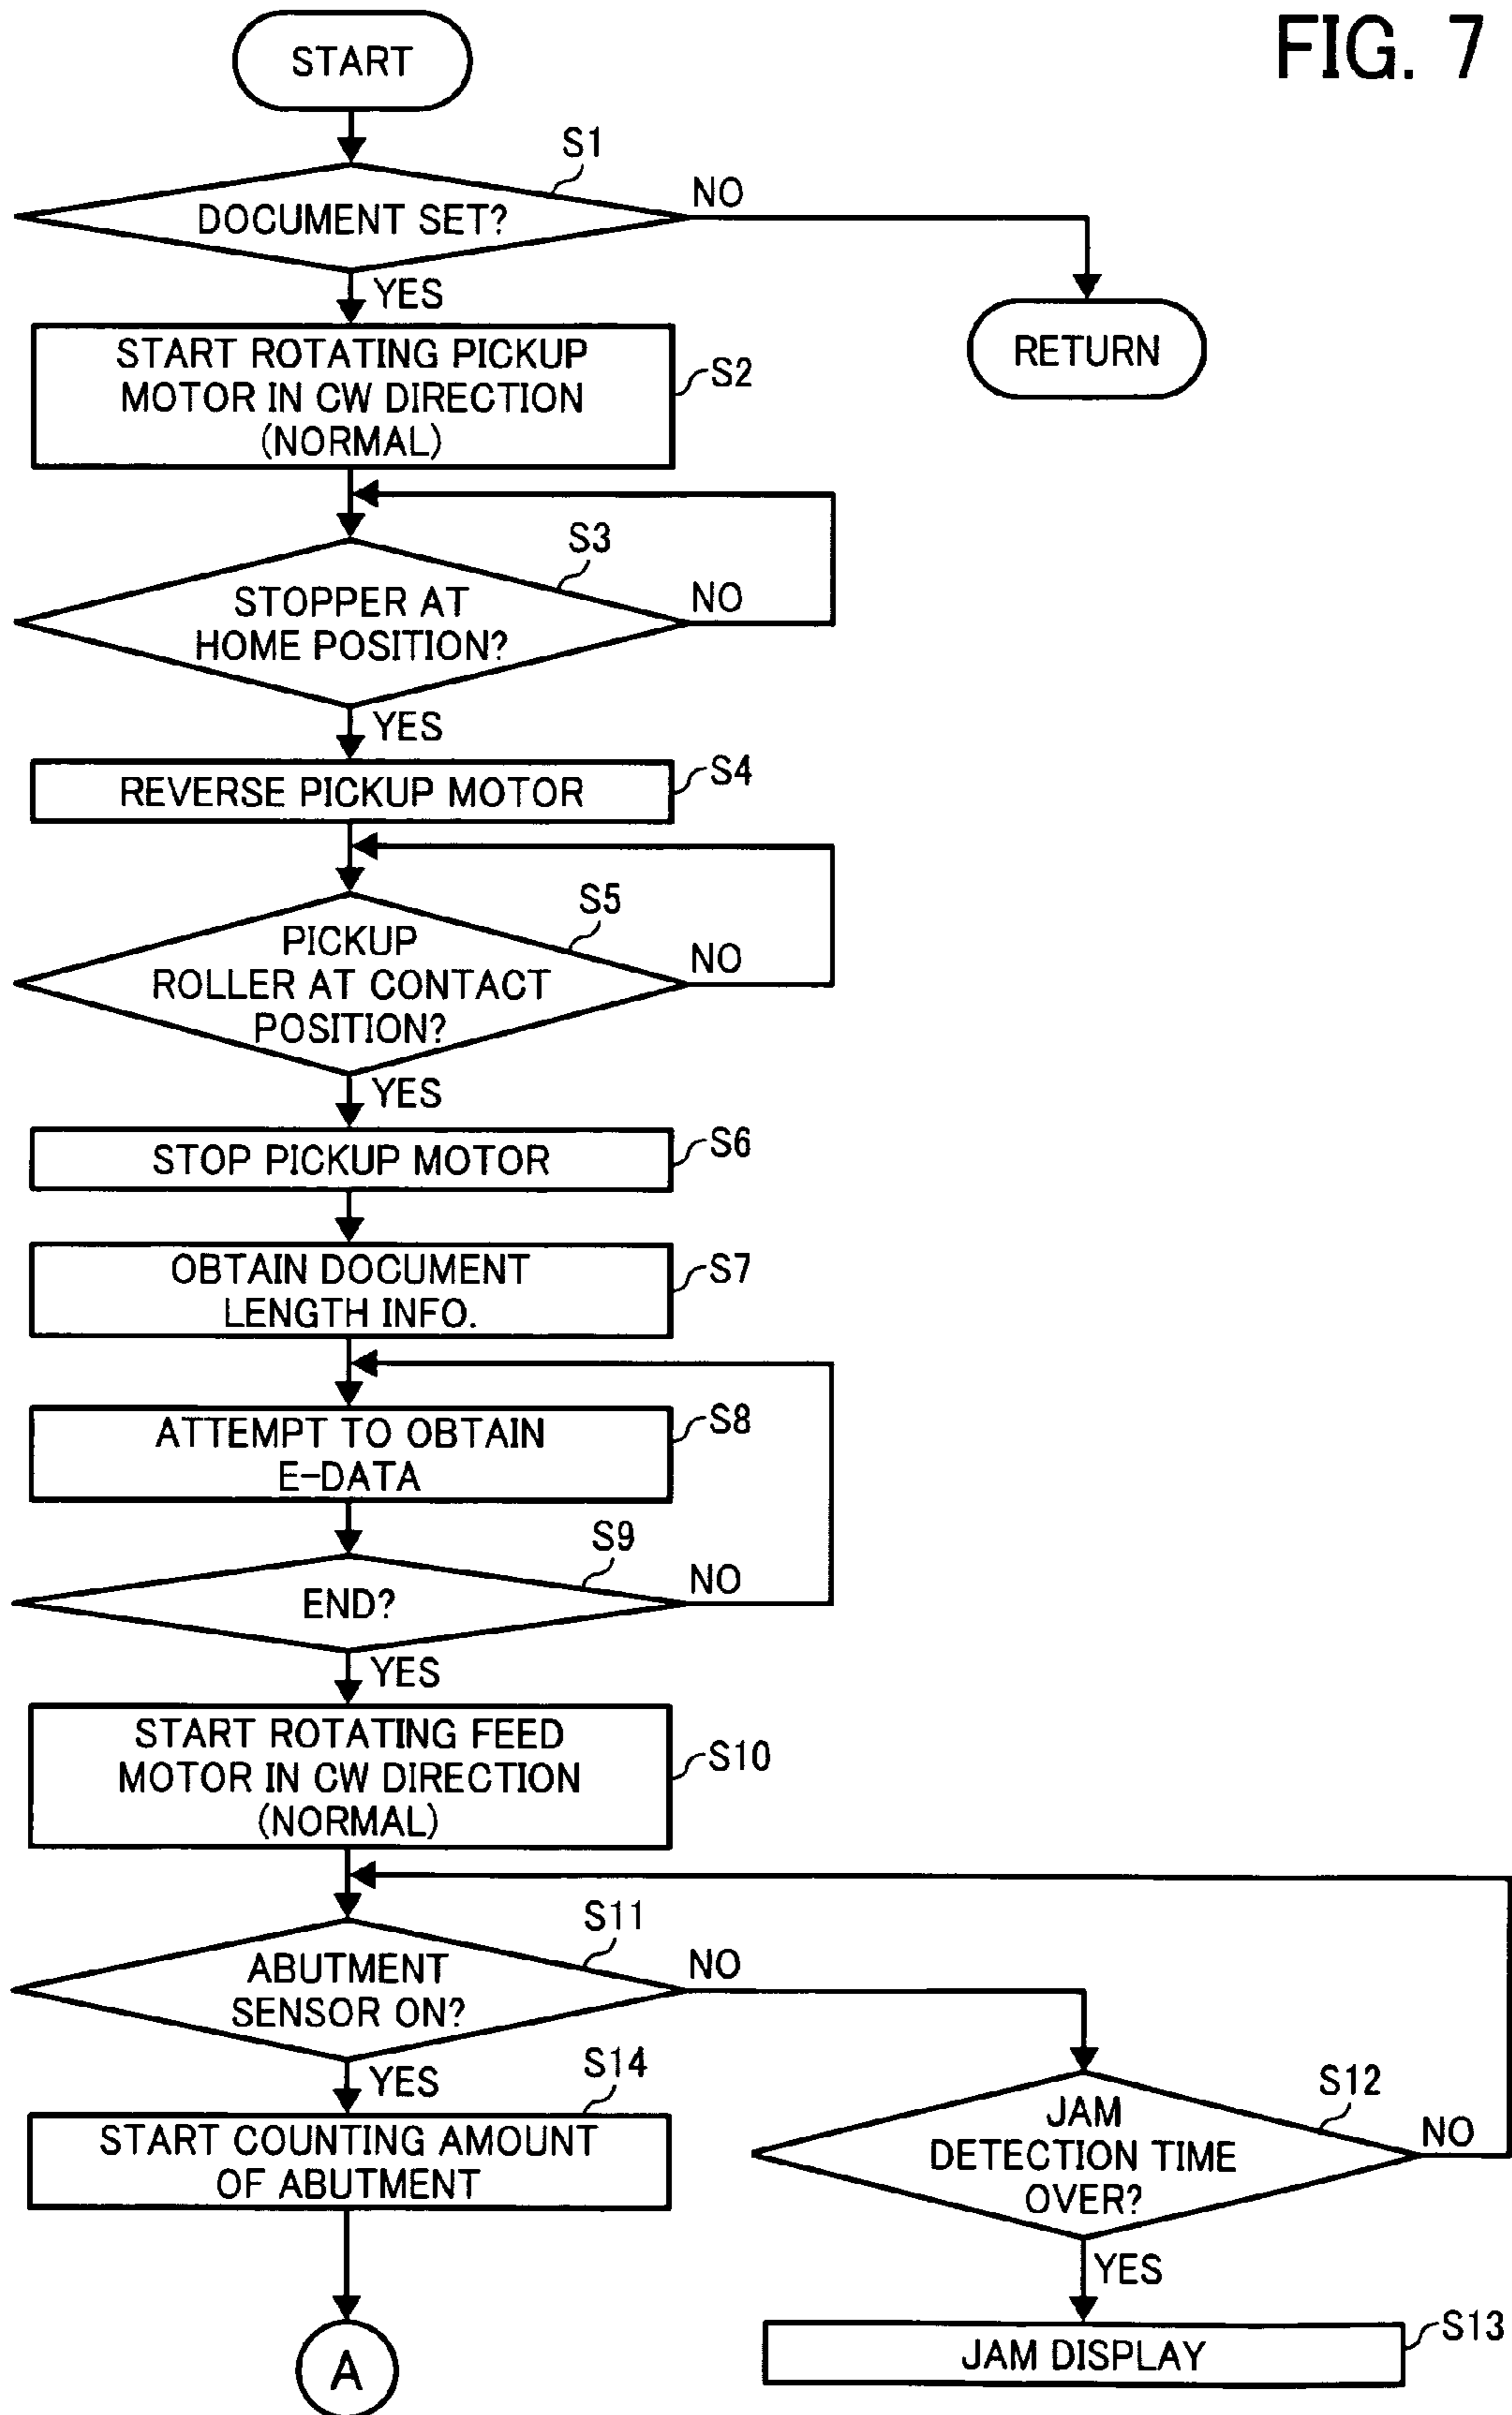 FIG. 7
START
S1
DOCUMENT SET?
NO
YES
RETURN
START ROTATING PICKUP
MOTOR IN CW DIRECTION
(NORMAL)
S2
S3
STOPPER AT
HOME POSITION?
NO
YES
REVERSE PICKUP MOTOR
S4
S5
PICKUP
ROLLER AT CONTACT
POSITION?
NO
YES
STOP PICKUP MOTOR
S6
OBTAIN DOCUMENT
LENGTH INFO.
S7
ATTEMPT TO OBTAIN
E-DATA
S8
S9
END?
NO
YES
START ROTATING FEED
MOTOR IN CW DIRECTION
(NORMAL)
S10
S11
ABUTMENT
SENSOR ON?
NO
YES
S14
START COUNTING AMOUNT
OF ABUTMENT
S12
JAM
DETECTION TIME
OVER?
NO
YES
S13
JAM DISPLAY
A